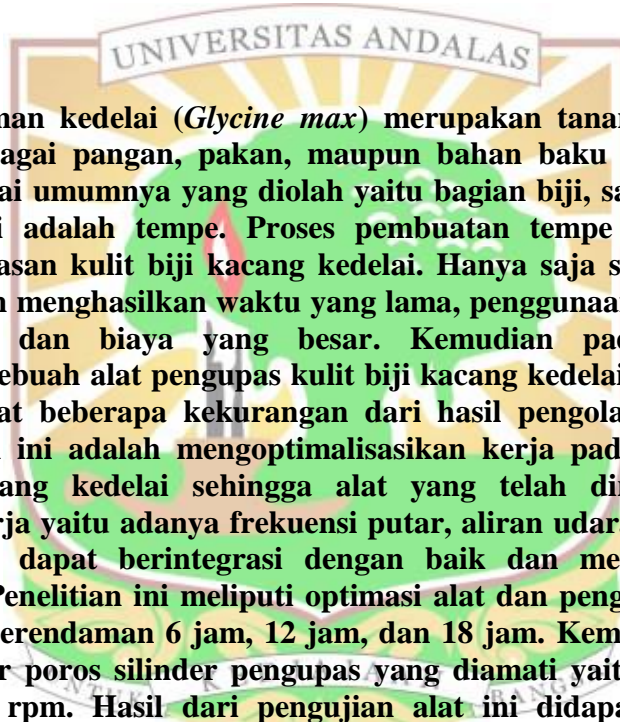 UNIVERSITAS ANDALAS
man kedelai (Glycine max) merupakan tanar
bagai pangan, pakan, maupun bahan baku
ai umumnya yang diolah yaitu bagian biji, sa
i adalah tempe. Proses pembuatan tempe
asan kulit biji kacang kedelai. Hanya saja s
n menghasilkan waktu yang lama, penggunaan
dan biaya yang besar. Kemudian pad
ebuah alat pengupas kulit biji kacang kedelai
at beberapa kekurangan dari hasil pengola
i ini adalah mengoptimalisasikan kerja pad
ang kedelai sehingga alat yang telah dir
rja yaitu adanya frekuensi putar, aliran udar
dapat berintegrasi dengan baik dan me
Penelitian ini meliputi optimasi alat dan peng
erendaman 6 jam, 12 jam, dan 18 jam. Kem
r poros silinder pengupas yang diamati yait
rpm. Hasil dari pengujian alat ini didapa